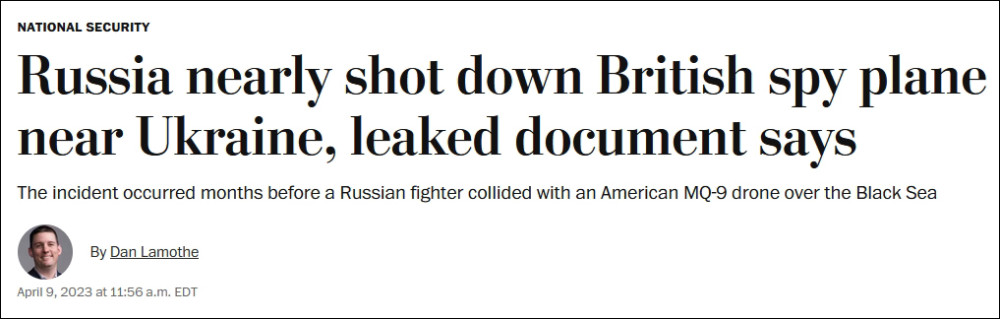 NATIONAL SECURITY
Russia nearly shot down British spy plane
near Ukraine, leaked document says
The incident occurred months before a Russian fighter collided with an American MQ-9 drone over the Black Sea
By Dan Lamothe
April 9, 2023 at 11:56 a.m. EDT